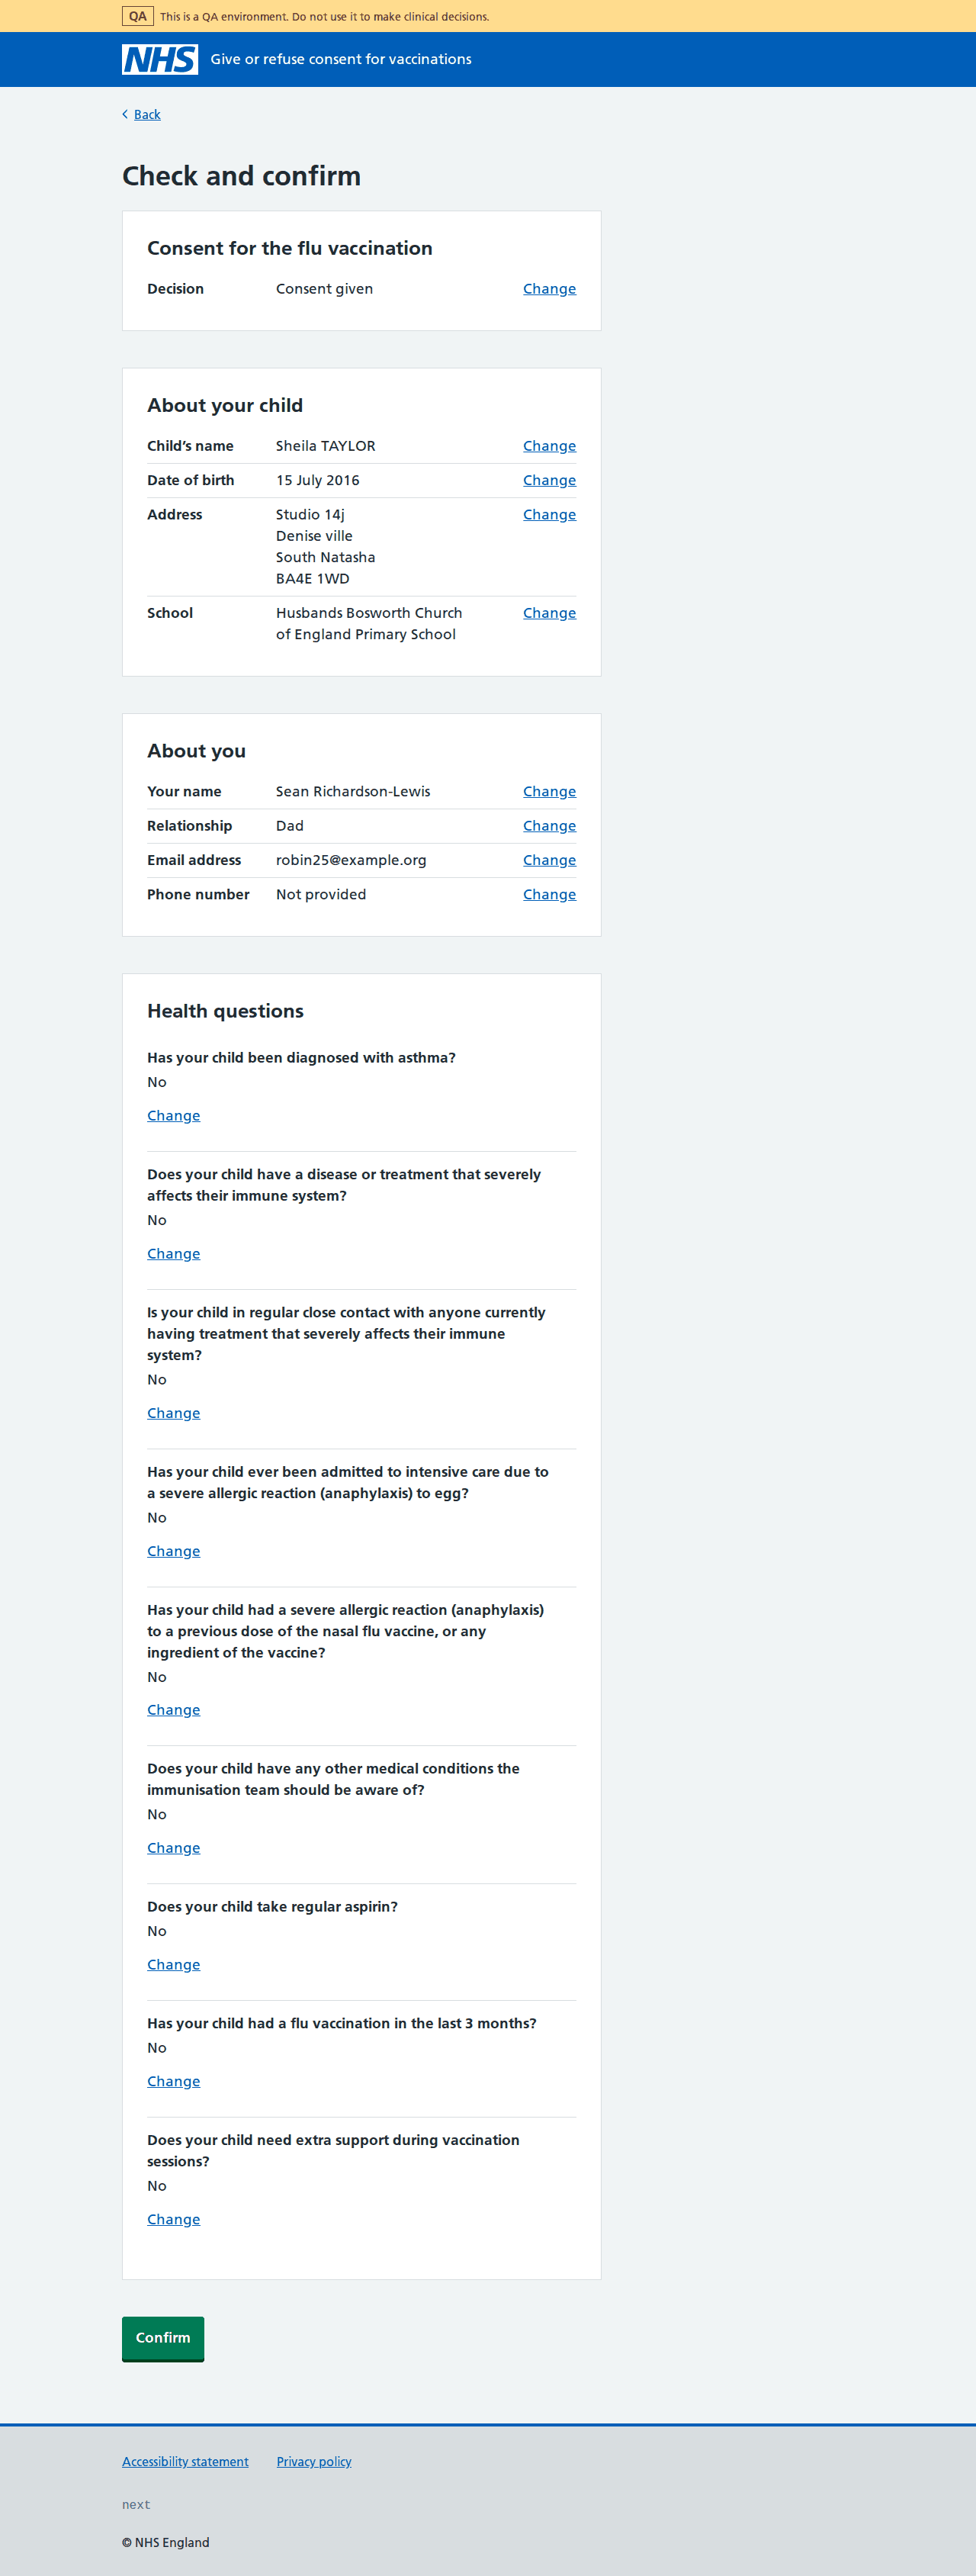 QA This is a QA environment. Do not use it to make clinical decisions.
NHS Give or refuse consent for vaccinations
Back
Check and confirm
Consent for the flu vaccination
Decision Consent given Change
About your child
Child’s name Sheila TAYLOR Change
Date of birth 15 July 2016 Change
Address Studio 14j Change
Denise ville
South Natasha
BA4E 1WD
School Husbands Bosworth Church Change
of England Primary School
About you
Your name Sean Richardson-Lewis Change
Relationship Dad Change
Email address robin25@example.org Change
Phone number Not provided Change
Health questions
Has your child been diagnosed with asthma?
No
Change
Does your child have a disease or treatment that severely
affects their immune system?
No
Change
Is your child in regular close contact with anyone currently
having treatment that severely affects their immune
system?
No
Change
Has your child ever been admitted to intensive care due to
a severe allergic reaction (anaphylaxis) to egg?
No
Change
Has your child had a severe allergic reaction (anaphylaxis)
to a previous dose of the nasal flu vaccine, or any
ingredient of the vaccine?
No
Change
Does your child have any other medical conditions the
immunisation team should be aware of?
No
Change
Does your child take regular aspirin?
No
Change
Has your child had a flu vaccination in the last 3 months?
No
Change
Does your child need extra support during vaccination
sessions?
No
Change
Confirm
Accessibility statement Privacy policy
next
© NHS England